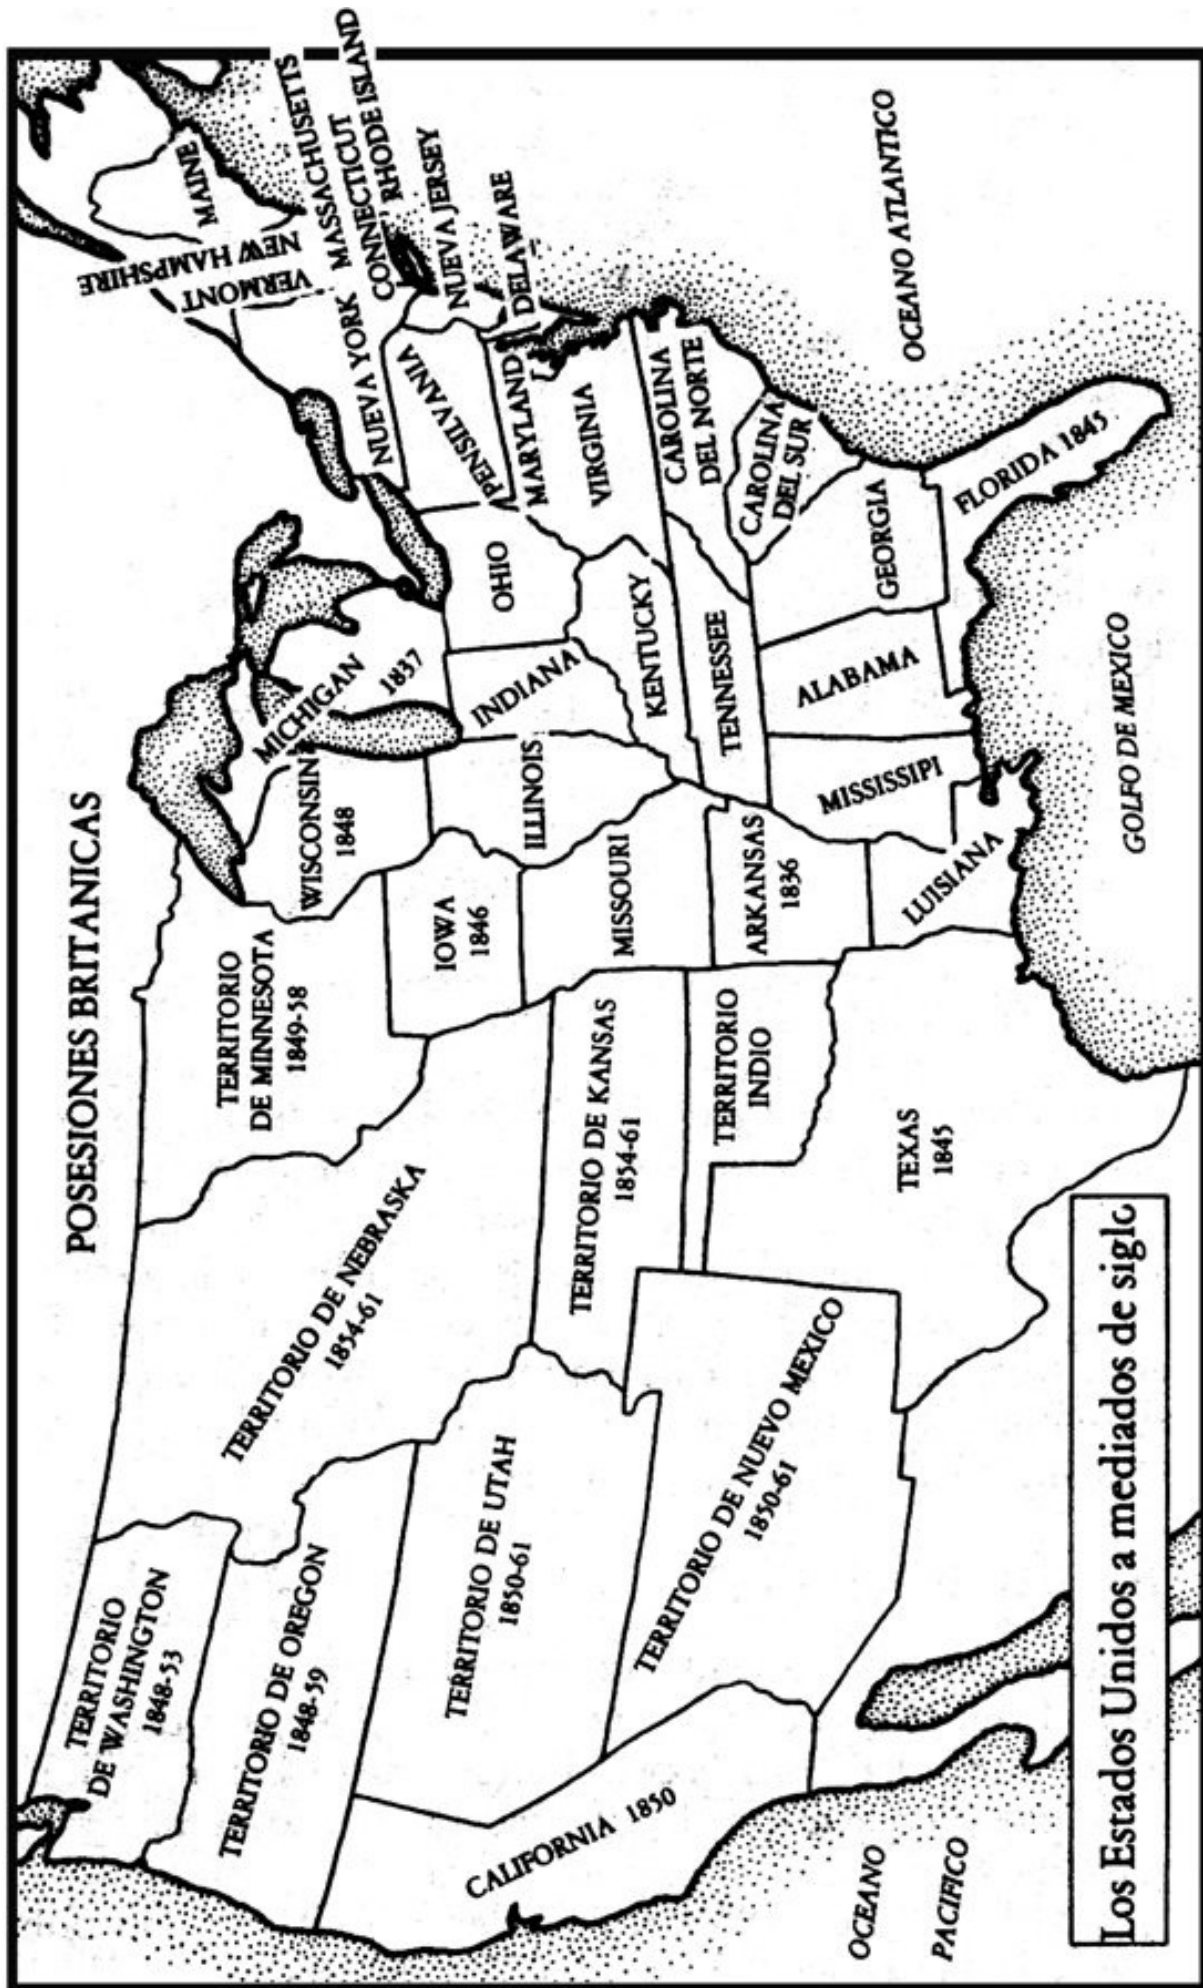 POSESIONES BRITANICAS
TERRITORIO
DE WASHINGTON
1848-53
TERRITORIO DE OREGON
1848-59
TERRITORIO DE NEBRASKA
1854-61
TERRITORIO
DE MINNESOTA
1849-58
WISCONSIN
1848
MICHIGAN
1837
MAINE
NEW HAMPSHIRE
VERMONT
MASSACHUSETTS
NUEVA YORK
CONNECTICUT
RHODE ISLAND
NUEVA JERSEY
PENSILVANIA
DELAWARE
MARYLAND
VIRGINIA
OHIO
INDIANA
ILLINOIS
IOWA
1846
CALIFORNIA 1850
TERRITORIO DE UTAH
1850-61
TERRITORIO DE KANSAS
1854-61
MISSOURI
KENTUCKY
CAROLINA
DEL NORTE
TENNESSEE
CAROLINA
DEL SUR
ARKANSAS
1836
TERRITORIO
INDIO
TERRITORIO DE NUEVO MEXICO
1850-61
TEXAS
1845
LUISIANA
MISSISSIPI
ALABAMA
GEORGIA
FLORIDA 1845
OCEANO ATLANTICO
GOLFO DE MEXICO
OCEANO
PACIFICO
Los Estados Unidos a mediados de siglo